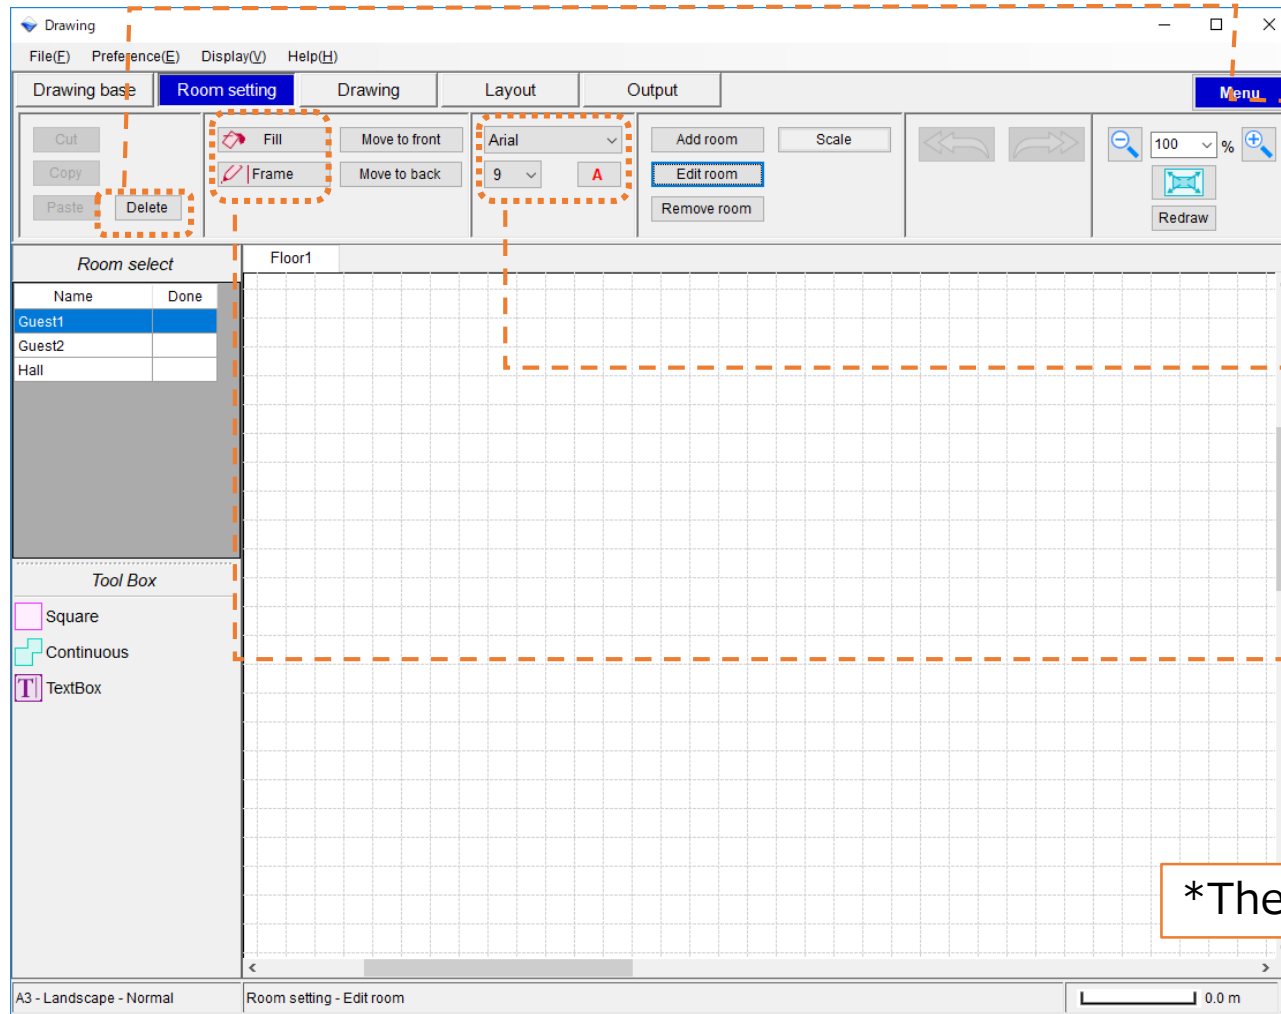 Drawing
File(F) Preference(E) Display(V) Help(H)
Drawing base Room setting Drawing Layout Output Menu
Cut Fill Move to front Arial Add room Scale 100 %
Copy Frame Move to back 9 A Edit room
Paste Delete Remove room Redraw
Room select Floor1
Name Done
Guest1
Guest2
Hall
Tool Box
Square
Continuous
T TextBox
*The
A3 - Landscape - Normal Room setting - Edit room 0.0 m